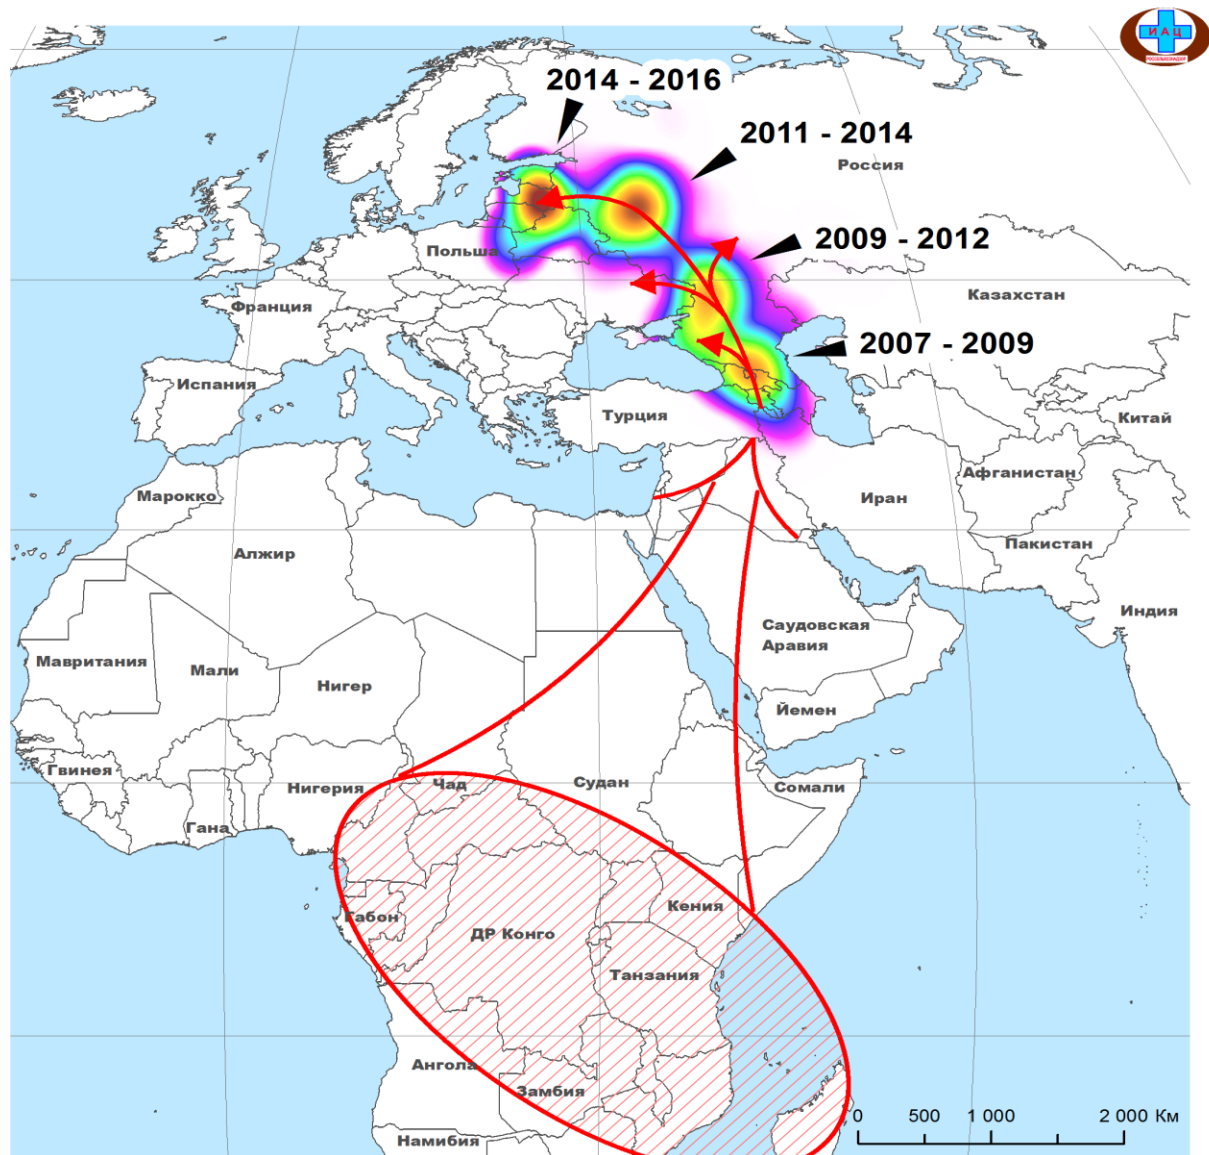 ИАЦ
РОССЕЛЬХОЗНАДЗОР
2014 - 2016
2011 - 2014
Россия
2009 - 2012
Польша
Казахстан
Франция
2007 - 2009
Испания
Турция
Китай
Афганистан
Марокко
Иран
Пакистан
Алжир
Индия
Саудовская
Аравия
Мавритания
Мали
Нигер
Йемен
Гвинея
Нигерия
Чад
Судан
Сомали
Гана
Габон
Кения
ДР Конго
Танзания
Ангола
Замбия
Намибия
0 500 1 000 2 000 Км